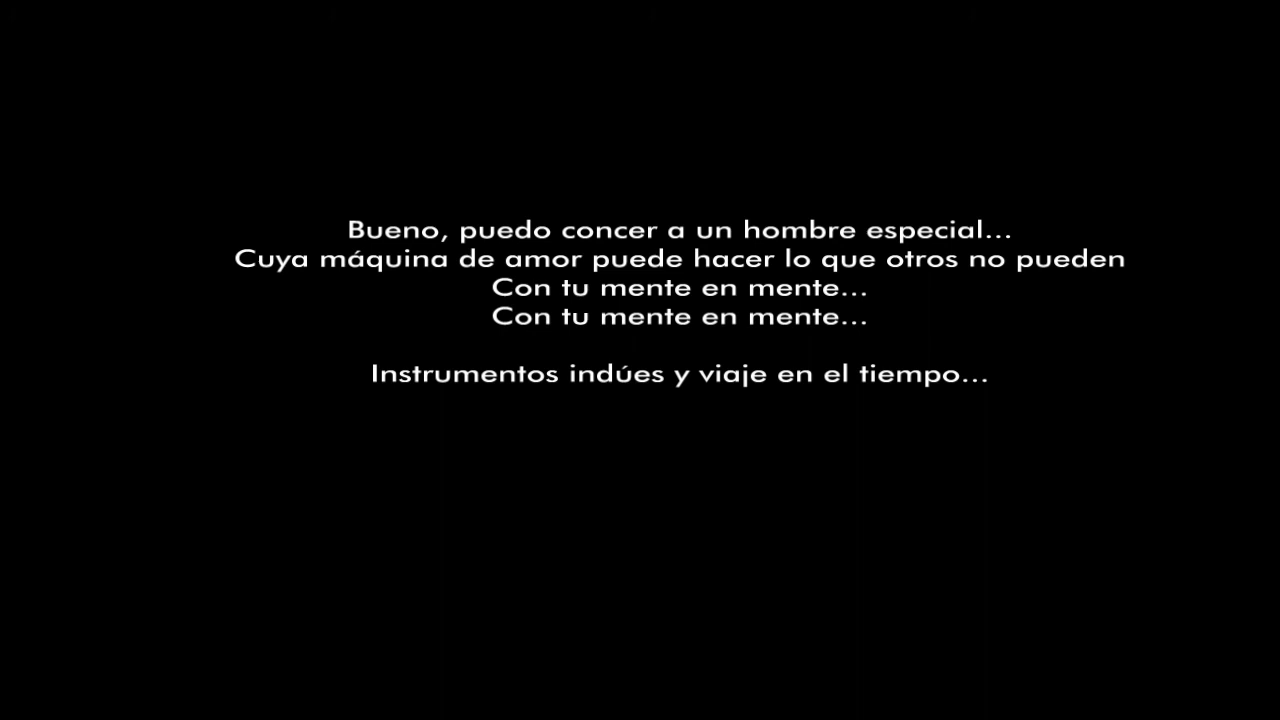 Bueno, puedo concer a un hombre especial...
Cuya máquina de amor puede hacer lo que otros no pueden
Con tu mente en mente...
Con tu mente en mente...
Instrumentos indúes y viaje en el tiempo...